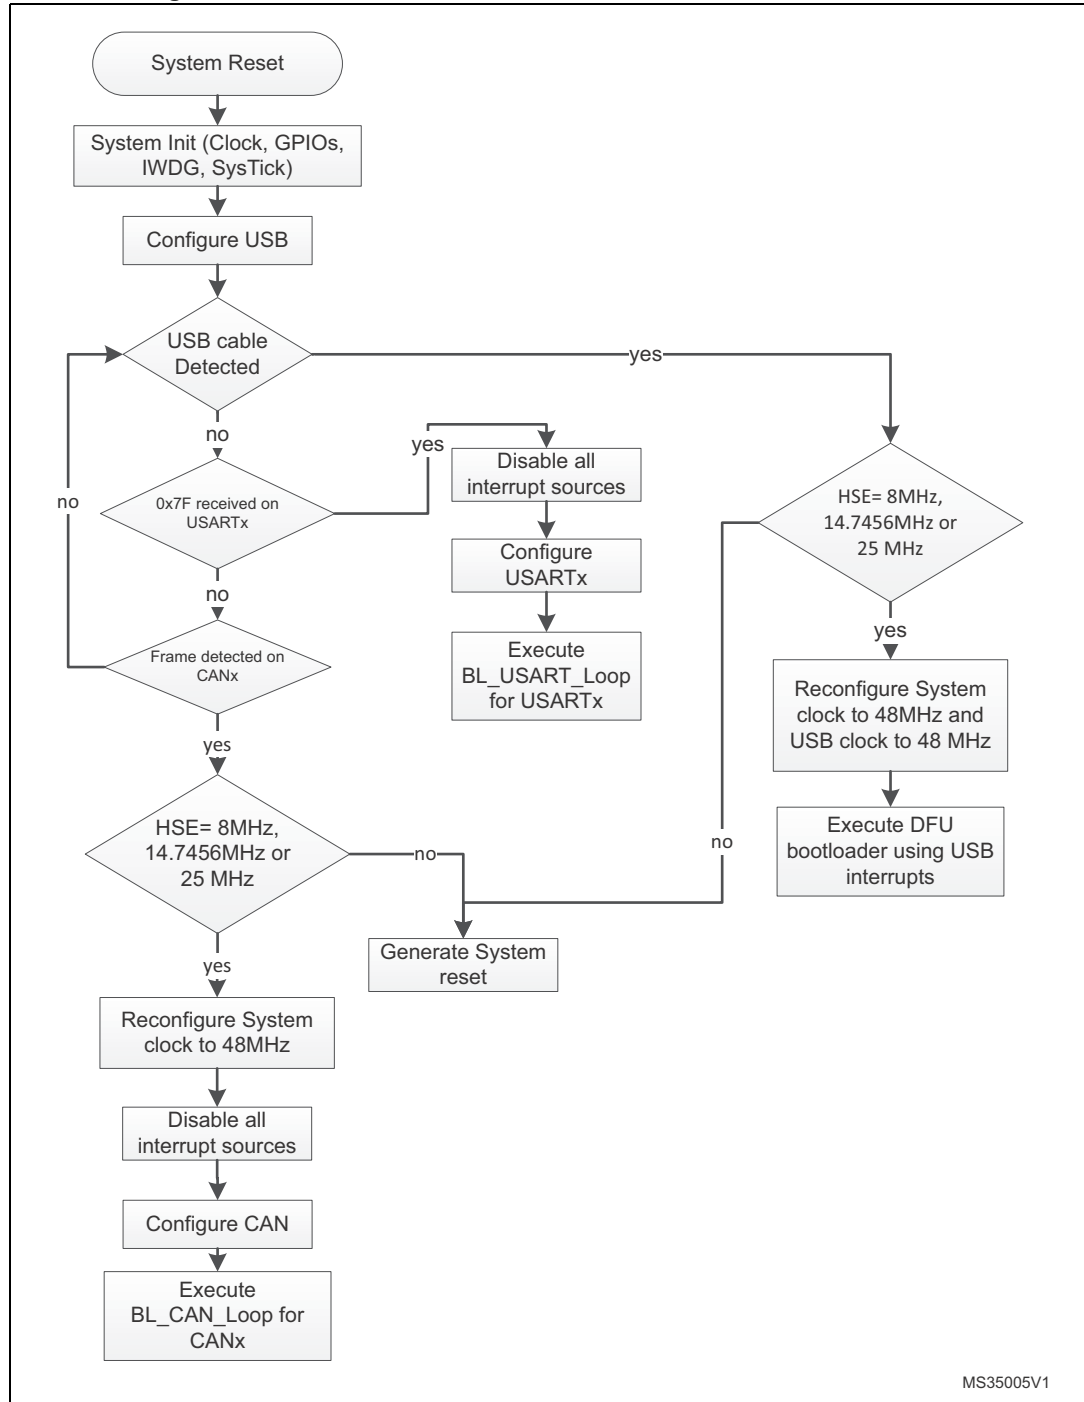 System Reset
System Init (Clock, GPIOs,
IWDG, SysTick)
Configure USB
USB cable
Detected
yes
no
yes
Disable all
interrupt sources
HSE= 8MHz,
14.7456MHz or
25 MHz
no
0x7F received on
USARTx
Configure
USARTx
no
yes
Frame detected on
CANx
Execute
BL_USART_Loop
for USARTx
Reconfigure System
clock to 48MHz and
USB clock to 48 MHz
yes
HSE= 8MHz,
14.7456MHz or
25 MHz
no
no
Execute DFU
bootloader using USB
interrupts
Generate System
reset
yes
Reconfigure System
clock to 48MHz
Disable all
interrupt sources
Configure CAN
Execute
BL_CAN_Loop for
CANx
MS35005V1